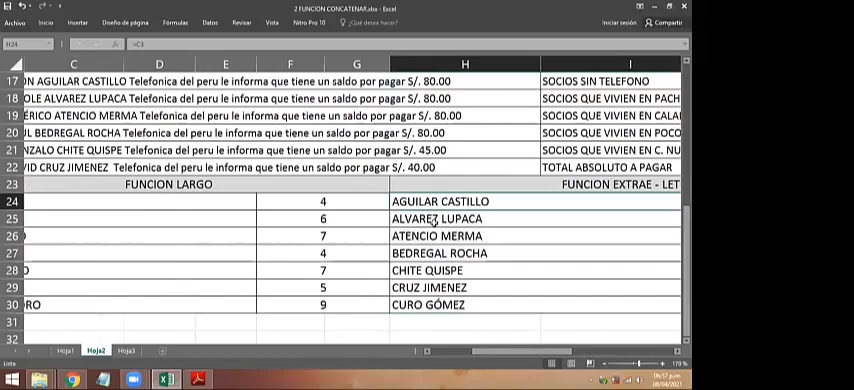 2 FUNCION CONCATENAR.xlsx - Excel
Archivo Inicio Insertar Diseño de página Fórmulas Datos Revisar Vista Nitro Pro 10 ¿Qué desea hacer? Iniciar sesión Compartir
H24 fx =C3
C D E F G H I
17 ON AGUILAR CASTILLO Telefonica del peru le informa que tiene un saldo por pagar S/. 80.00 SOCIOS SIN TELEFONO
18 OLE ALVAREZ LUPACA Telefonica del peru le informa que tiene un saldo por pagar S/. 80.00 SOCIOS QUE VIVIEN EN PACH
19 ÉRICO ATENCIO MERMA Telefonica del peru le informa que tiene un saldo por pagar S/. 80.00 SOCIOS QUE VIVIEN EN CALA
20 L BEDREGAL ROCHA Telefonica del peru le informa que tiene un saldo por pagar S/. 80.00 SOCIOS QUE VIVIEN EN POCO
21 NZALO CHITE QUISPE Telefonica del peru le informa que tiene un saldo por pagar S/. 45.00 SOCIOS QUE VIVIEN EN C. NU
22 VID CRUZ JIMENEZ Telefonica del peru le informa que tiene un saldo por pagar S/. 40.00 TOTAL ABSOLUTO A PAGAR
23 FUNCION LARGO FUNCION EXTRAE - LET
24 4 AGUILAR CASTILLO
25 6 ALVAREZ LUPACA
26 O 7 ATENCIO MERMA
27 4 BEDREGAL ROCHA
28 O 7 CHITE QUISPE
29 5 CRUZ JIMENEZ
30 RO 9 CURO GÓMEZ
31
32
Hoja1 Hoja2 Hoja3
Listo 170 %
06:57 p.m.
08/04/2021